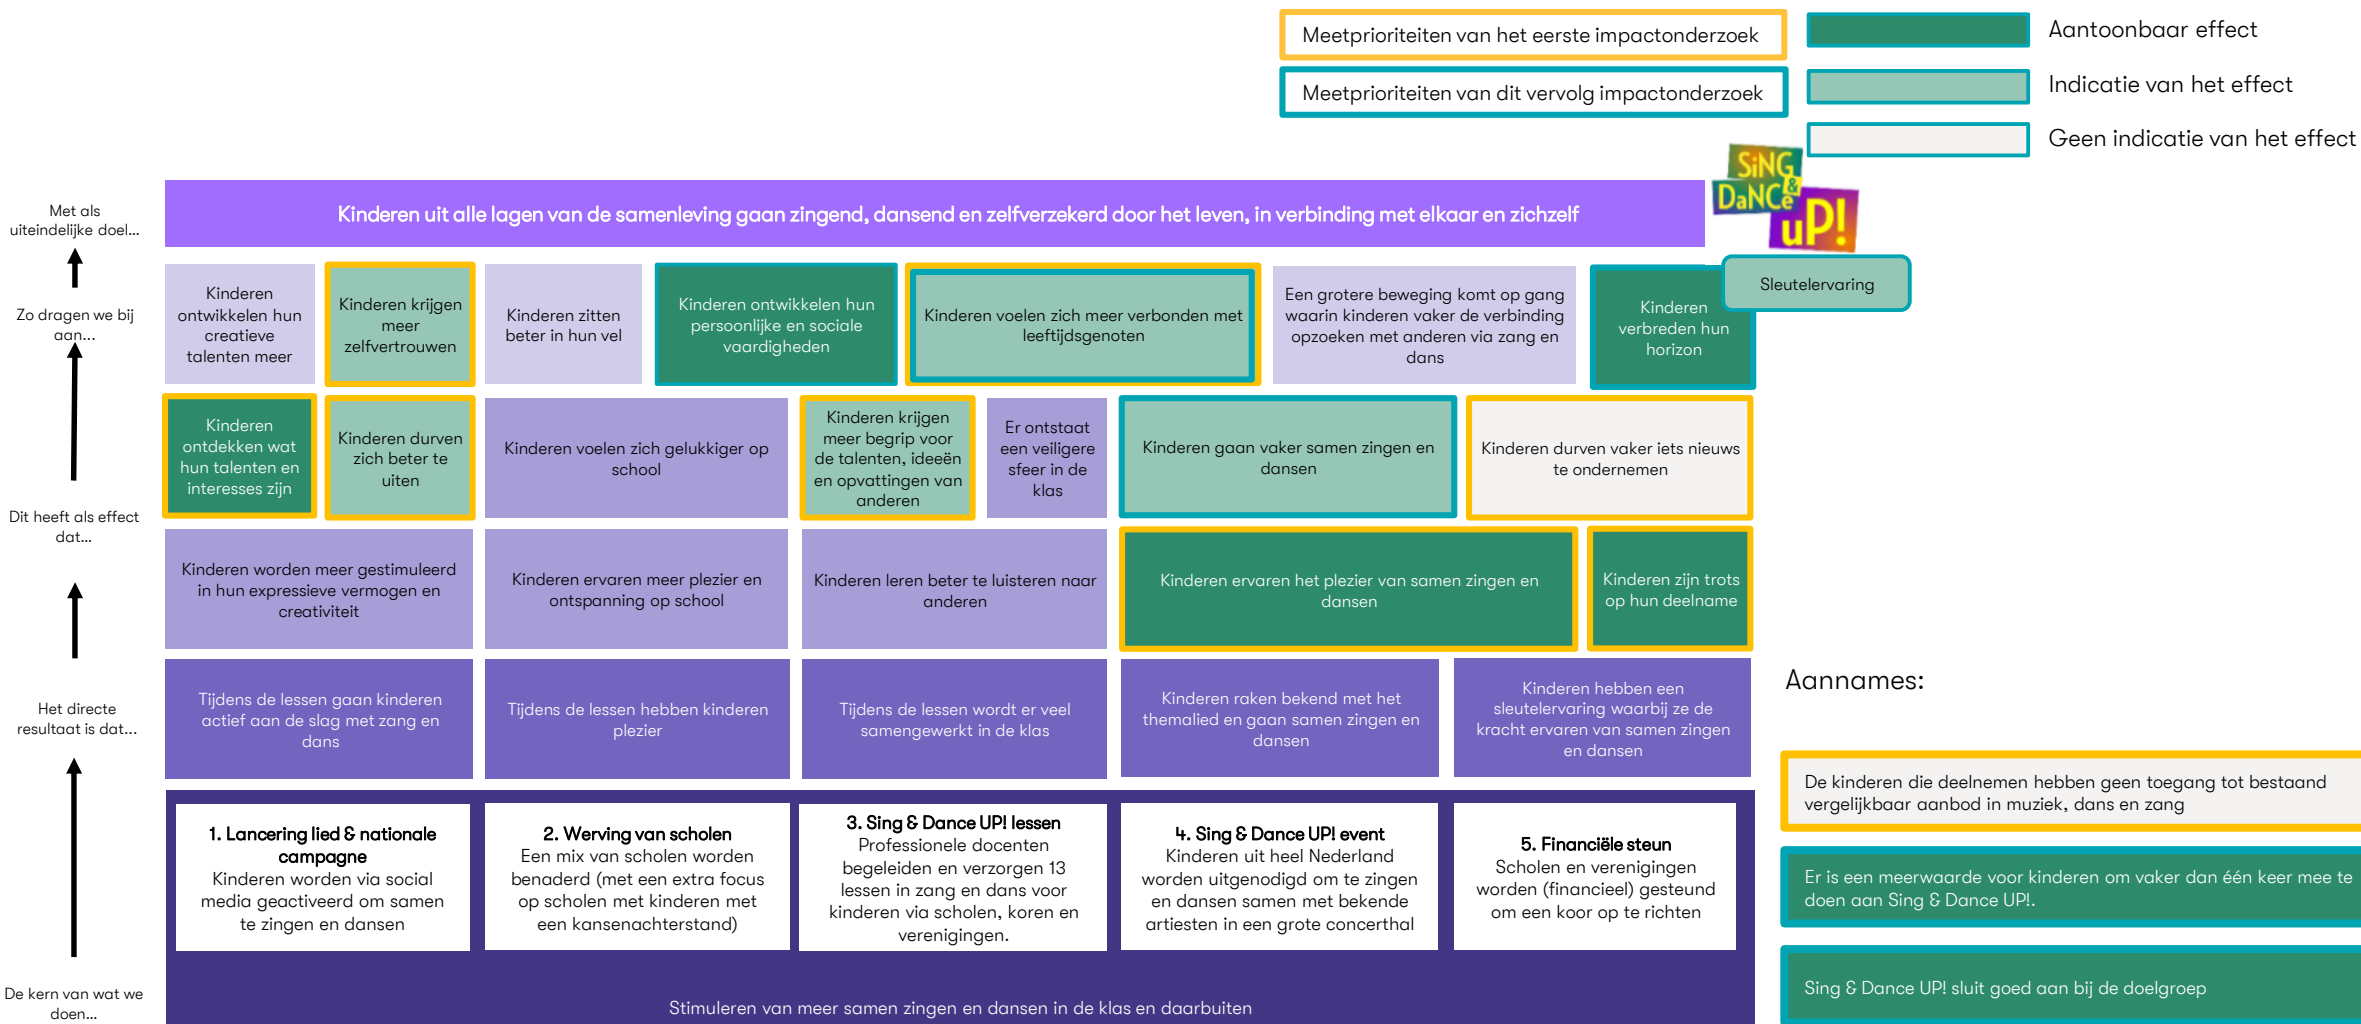 Meetprioriteiten van het eerste impactonderzoek
Meetprioriteiten van dit vervolg impactonderzoek
Aantoonbaar effect
Indicatie van het effect
Geen indicatie van het effect
SiNG
&
DaNCe
uP!
Met als
uiteindelijke doel...
Kinderen uit alle lagen van de samenleving gaan zingend, dansend en zelfverzekerd door het leven, in verbinding met elkaar en zichzelf
Zo dragen we bij
aan...
Kinderen
ontwikkelen hun
creatieve
talenten meer
Kinderen krijgen
meer
zelfvertrouwen
Kinderen zitten
beter in hun vel
Kinderen ontwikkelen hun
persoonlijke en sociale
vaardigheden
Kinderen voelen zich meer verbonden met
leeftijdsgenoten
Een grotere beweging komt op gang
waarin kinderen vaker de verbinding
opzoeken met anderen via zang en
dans
Kinderen
verbreden hun
horizon
Sleutelervaring
Dit heeft als effect
dat...
Kinderen
ontdekken wat
hun talenten en
interesses zijn
Kinderen durven
zich beter te
uiten
Kinderen voelen zich gelukkiger op
school
Kinderen krijgen
meer begrip voor
de talenten, ideeën
en opvattingen van
anderen
Er ontstaat
een veiligere
sfeer in de
klas
Kinderen gaan vaker samen zingen en
dansen
Kinderen durven vaker iets nieuws
te ondernemen
Kinderen worden meer gestimuleerd
in hun expressieve vermogen en
creativiteit
Kinderen ervaren meer plezier en
ontspanning op school
Kinderen leren beter te luisteren naar
anderen
Kinderen ervaren het plezier van samen zingen en
dansen
Kinderen zijn trots
op hun deelname
Het directe
resultaat is dat...
Tijdens de lessen gaan kinderen
actief aan de slag met zang en
dans
Tijdens de lessen hebben kinderen
plezier
Tijdens de lessen wordt er veel
samengewerkt in de klas
Kinderen raken bekend met het
themalied en gaan samen zingen en
dansen
Kinderen hebben een
sleutelervaring waarbij ze de
kracht ervaren van samen zingen
en dansen
De kern van wat we
doen...
1. Lancering lied & nationale
campagne
Kinderen worden via social
media geactiveerd om samen
te zingen en dansen
2. Werving van scholen
Een mix van scholen worden
benaderd (met een extra focus
op scholen met kinderen met
een kansenachterstand)
3. Sing & Dance UP! lessen
Professionele docenten
begeleiden en verzorgen 13
lessen in zang en dans voor
kinderen via scholen, koren en
verenigingen.
4. Sing & Dance UP! event
Kinderen uit heel Nederland
worden uitgenodigd om te zingen
en dansen samen met bekende
artiesten in een grote concerthal
5. Financiële steun
Scholen en verenigingen
worden (financieel) gesteund
om een koor op te richten
Stimuleren van meer samen zingen en dansen in de klas en daarbuiten
Aannames:
De kinderen die deelnemen hebben geen toegang tot bestaand
vergelijkbaar aanbod in muziek, dans en zang
Er is een meerwaarde voor kinderen om vaker dan één keer mee te
doen aan Sing & Dance UP!.
Sing & Dance UP! sluit goed aan bij de doelgroep